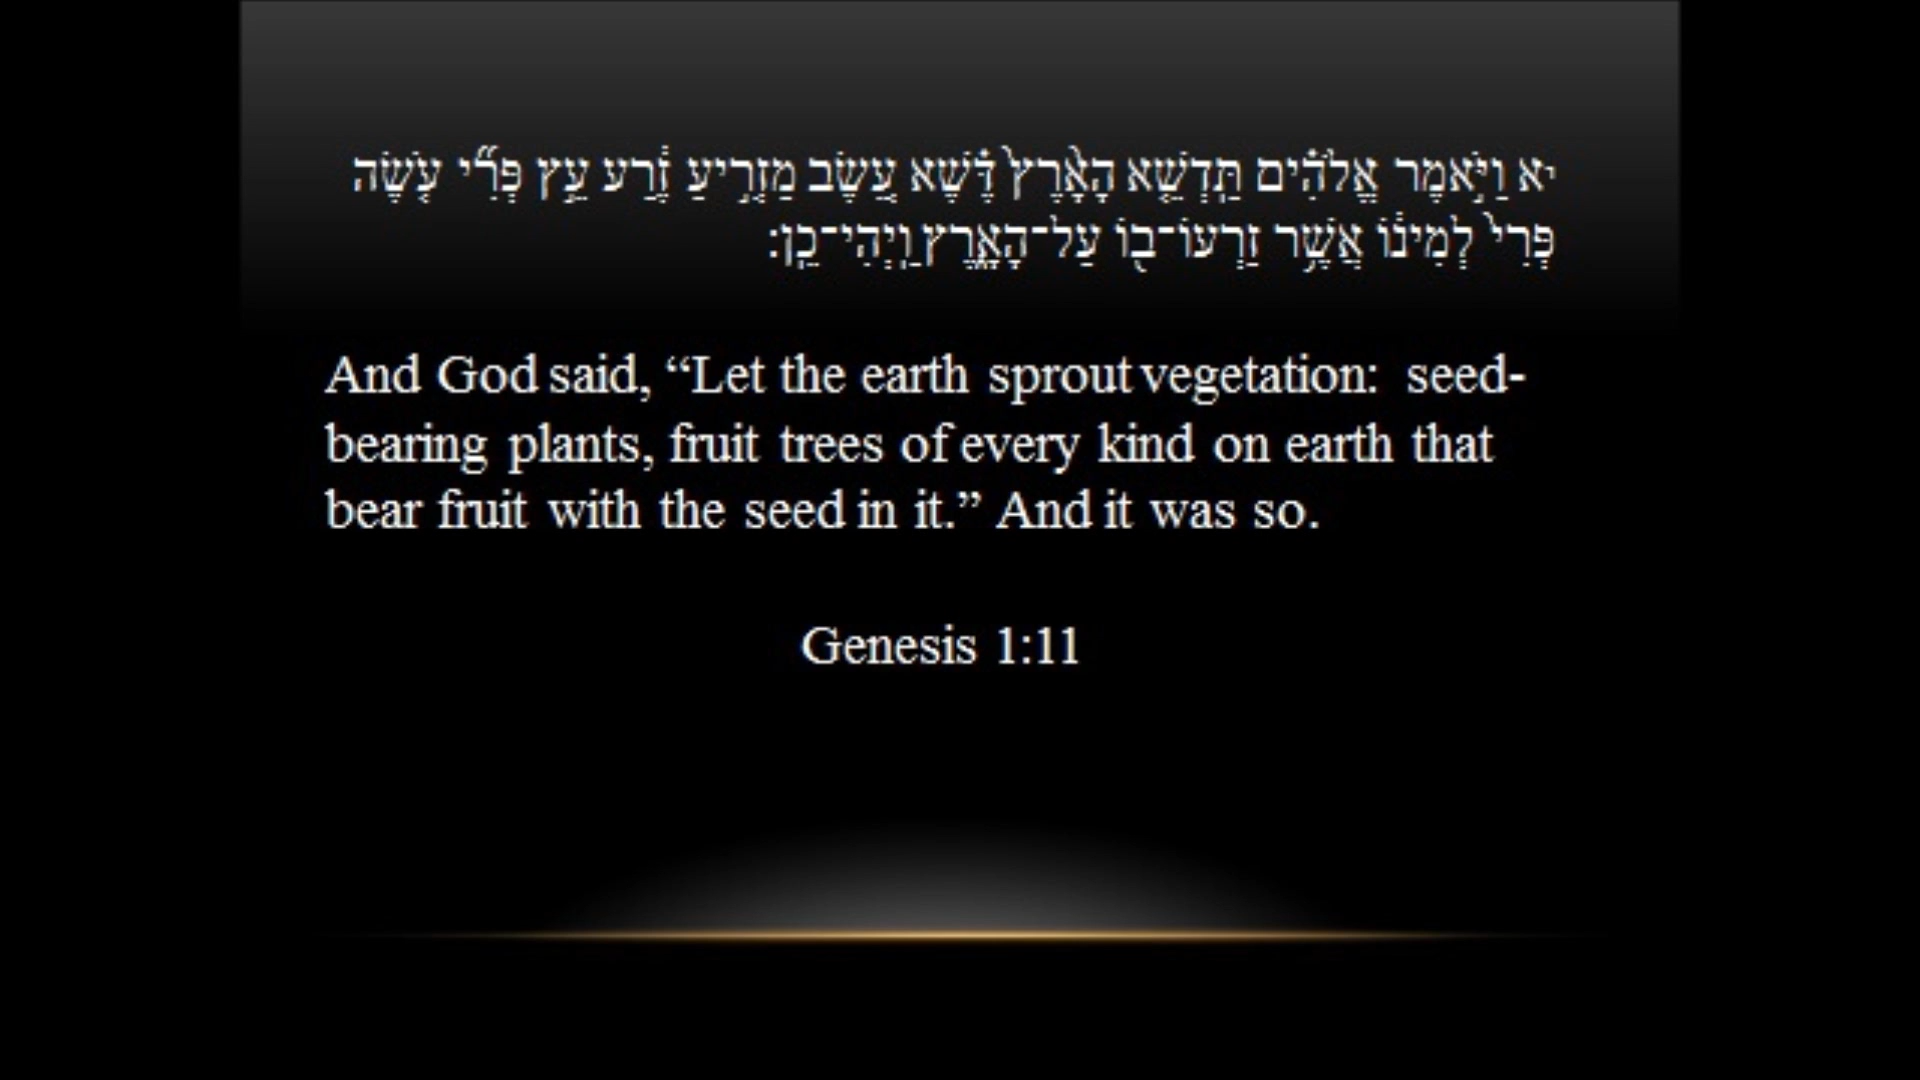 יא וַיֹּ֣אמֶר אֱלֹהִ֗ים תַּֽדְשֵׁ֤א הָאָ֙רֶץ֙ דֶּ֗שֶׁא עֵ֚שֶׂב מַזְרִ֣יעַ זֶ֔רַע עֵ֣ץ פְּרִ֞י עֹ֤שֶׂה
פְּרִי֙ לְמִינ֔וֹ אֲשֶׁ֥ר זַרְעוֹ־ב֖וֹ עַל־הָאָ֑רֶץ וַֽיְהִי־כֵֽן׃
And God said, “Let the earth sprout vegetation:  seed-
bearing plants, fruit trees of every kind on earth that
bear fruit with the seed in it.” And it was so.
Genesis 1:11